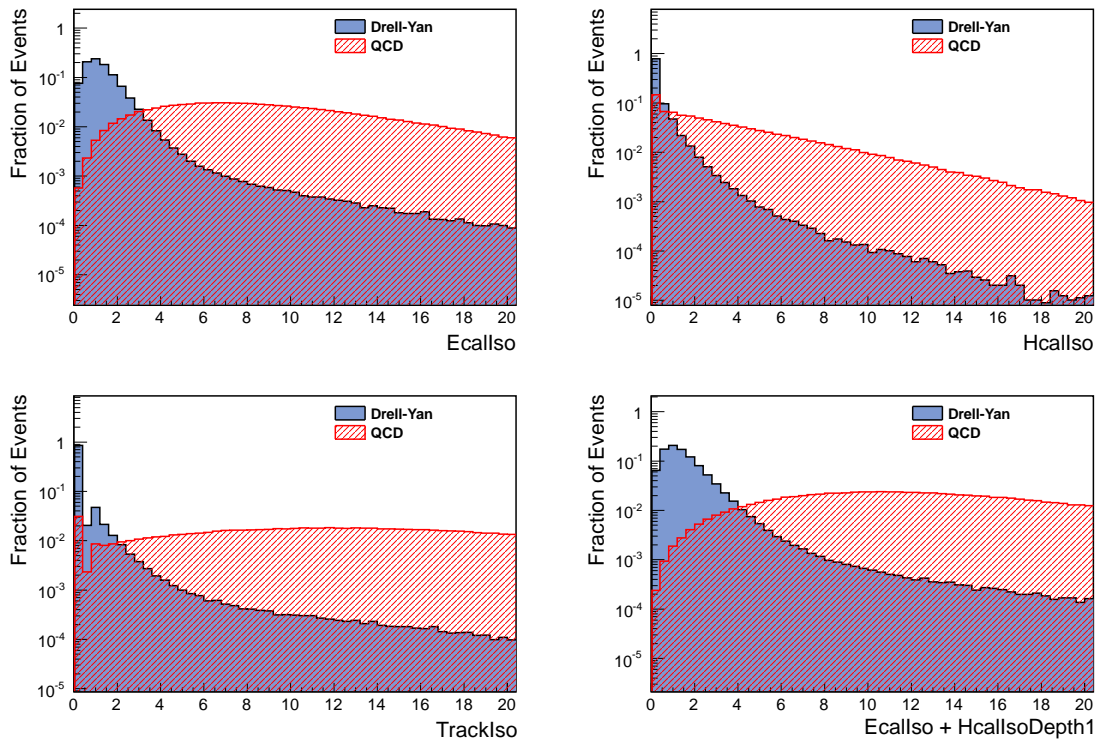 Fraction of Events
1
10-1
10-2
10-3
10-4
10-5
Drell-Yan
QCD
0 2 4 6 8 10 12 14 16 18 20
EcalIso
Fraction of Events
1
10-1
10-2
10-3
10-4
10-5
Drell-Yan
QCD
0 2 4 6 8 10 12 14 16 18 20
HcalIso
Fraction of Events
1
10-1
10-2
10-3
10-4
10-5
Drell-Yan
QCD
0 2 4 6 8 10 12 14 16 18 20
TrackIso
Fraction of Events
1
10-1
10-2
10-3
10-4
10-5
Drell-Yan
QCD
0 2 4 6 8 10 12 14 16 18 20
EcalIso + HcalIsoDepth1